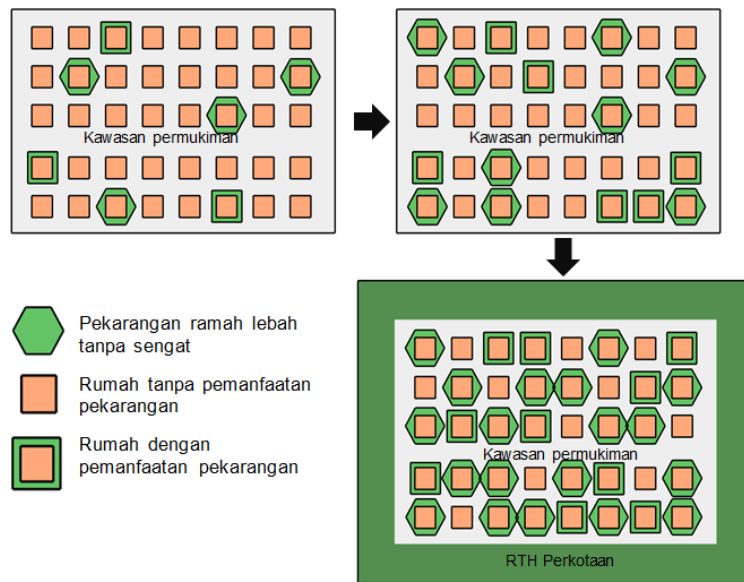 Kawasan permukiman
Kawasan permukiman
Pekarangan ramah lebah
tanpa sengat
Rumah tanpa pemanfaatan
pekarangan
Rumah dengan
pemanfaatan pekarangan
Kawasan permukiman
RTH Perkotaan